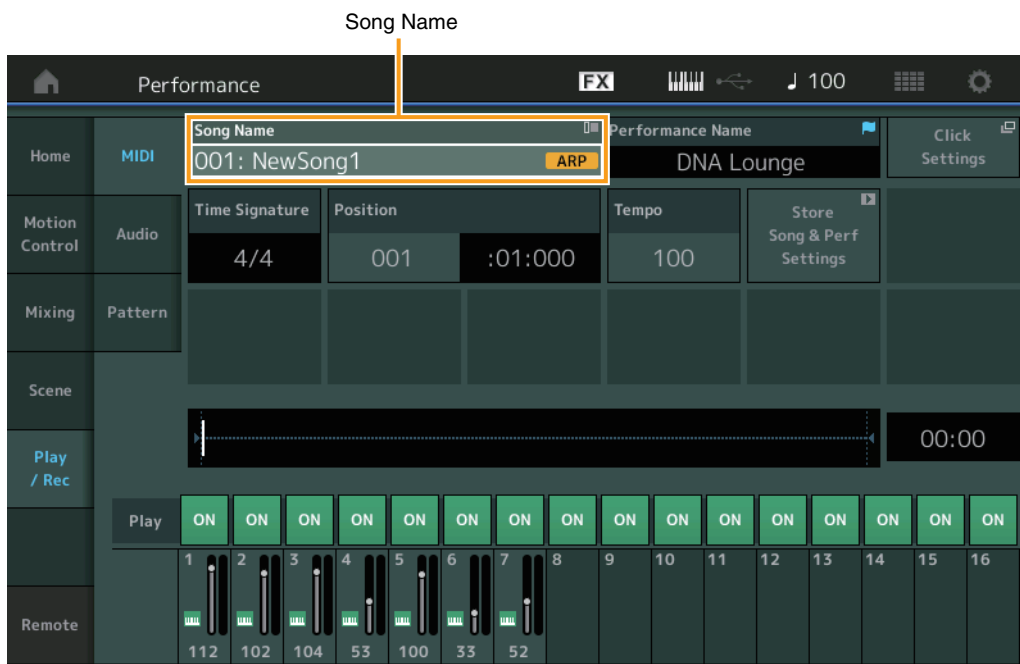 Song Name
Performance
FX
♩ 100
Home
MIDI
Song Name
001: NewSong1
ARP
Performance Name
DNA Lounge
Click
Settings
Motion
Control
Audio
Time Signature
4/4
Position
001
:01:000
Tempo
100
Store
Song & Perf
Settings
Mixing
Pattern
Scene
00:00
Play
/ Rec
Play
ON ON ON ON ON ON ON ON ON ON ON ON ON ON ON ON
1 2 3 4 5 6 7 8 9 10 11 12 13 14 15 16
Remote
112 102 104 53 100 33 52